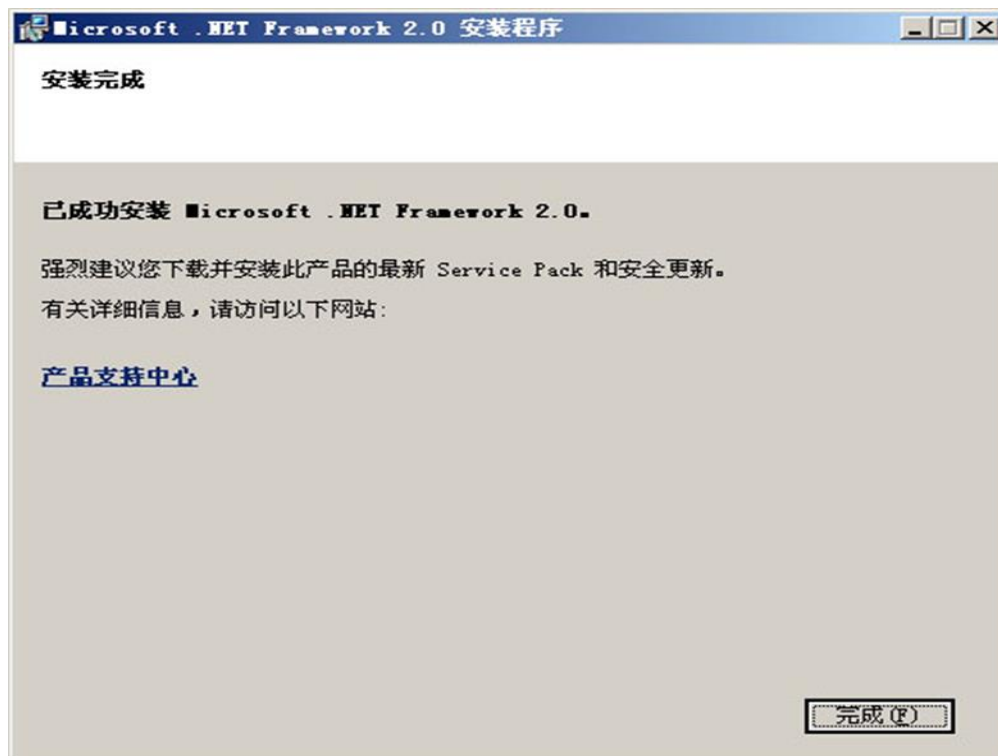 Microsoft .NET Framework 2.0 安装程序
安装完成
已成功安装 Microsoft .NET Framework 2.0。
强烈建议您下载并安装此产品的最新 Service Pack 和安全更新。
有关详细信息，请访问以下网站:
产品支持中心
完成(F)